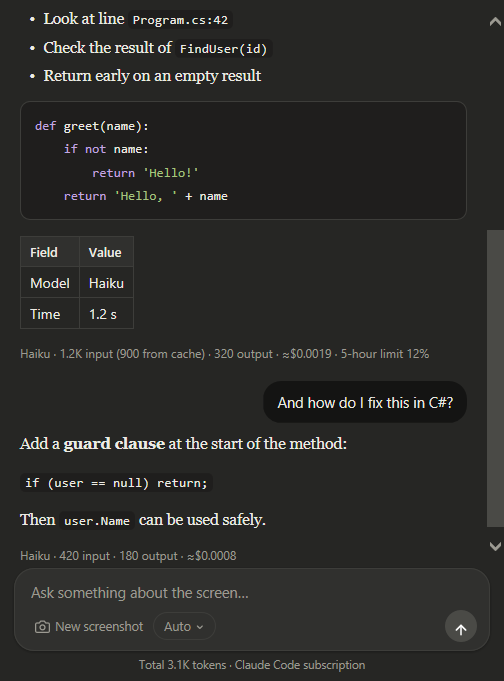 • Look at line Program.cs:42
• Check the result of FindUser(id)
• Return early on an empty result
def greet(name):
    if not name:
        return 'Hello!'
    return 'Hello, ' + name
Field Value
Model Haiku
Time 1.2 s
Haiku · 1.2K input (900 from cache) · 320 output · ≈$0.0019 · 5-hour limit 12%
And how do I fix this in C#?
Add a guard clause at the start of the method:
if (user == null) return;
Then user.Name can be used safely.
Haiku · 420 input · 180 output · ≈$0.0008
Ask something about the screen...
New screenshot Auto
Total 3.1K tokens · Claude Code subscription